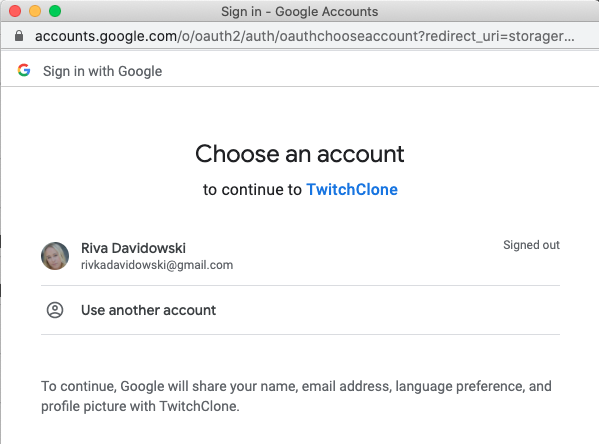 Sign in - Google Accounts
accounts.google.com/o/oauth2/auth/oauthchooseaccount?redirect_uri=storager...
Sign in with Google
Choose an account
to continue to TwitchClone
Riva Davidowski
Signed out
rivkadavidowski@gmail.com
Use another account
To continue, Google will share your name, email address, language preference, and
profile picture with TwitchClone.